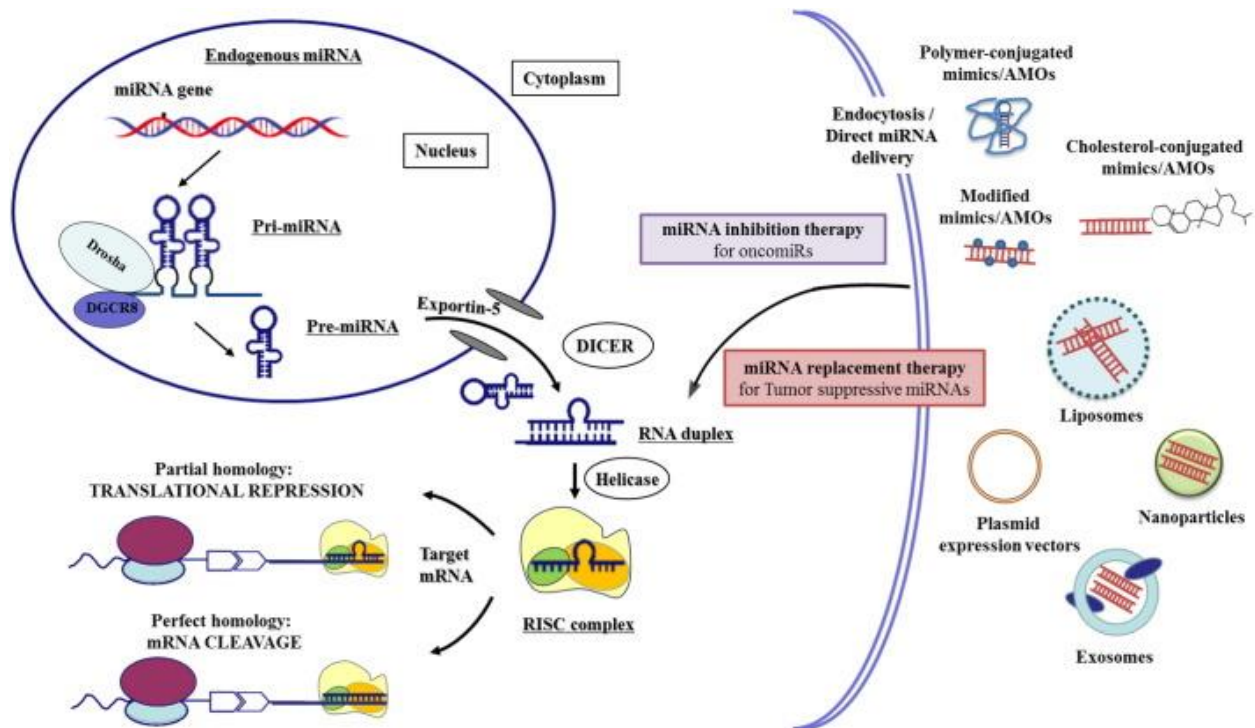 Endogenous miRNA
miRNA gene
Cytoplasm
Nucleus
Pri-miRNA
Drosha
DGCR8
Pre-miRNA
Exportin-5
DICER
RNA duplex
Helicase
Partial homology:
TRANSLATIONAL REPRESSION
Target
mRNA
RISC complex
Perfect homology:
mRNA CLEAVAGE
Endocytosis /
Direct miRNA
delivery
miRNA inhibition therapy
for oncomiRs
miRNA replacement therapy
for Tumor suppressive miRNAs
Polymer-conjugated
mimics/AMOs
Cholesterol-conjugated
mimics/AMOs
Modified
mimics/AMOs
Liposomes
Plasmid
expression vectors
Nanoparticles
Exosomes